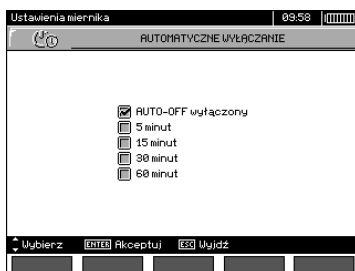 Ustawienia miernika 09:58
AUTOMATYCZNE WYŁĄCZANIE
AUTO-OFF wyłączony
5 minut
15 minut
30 minut
60 minut
Wybierz ENTER Akceptuj ESC Wyjdź